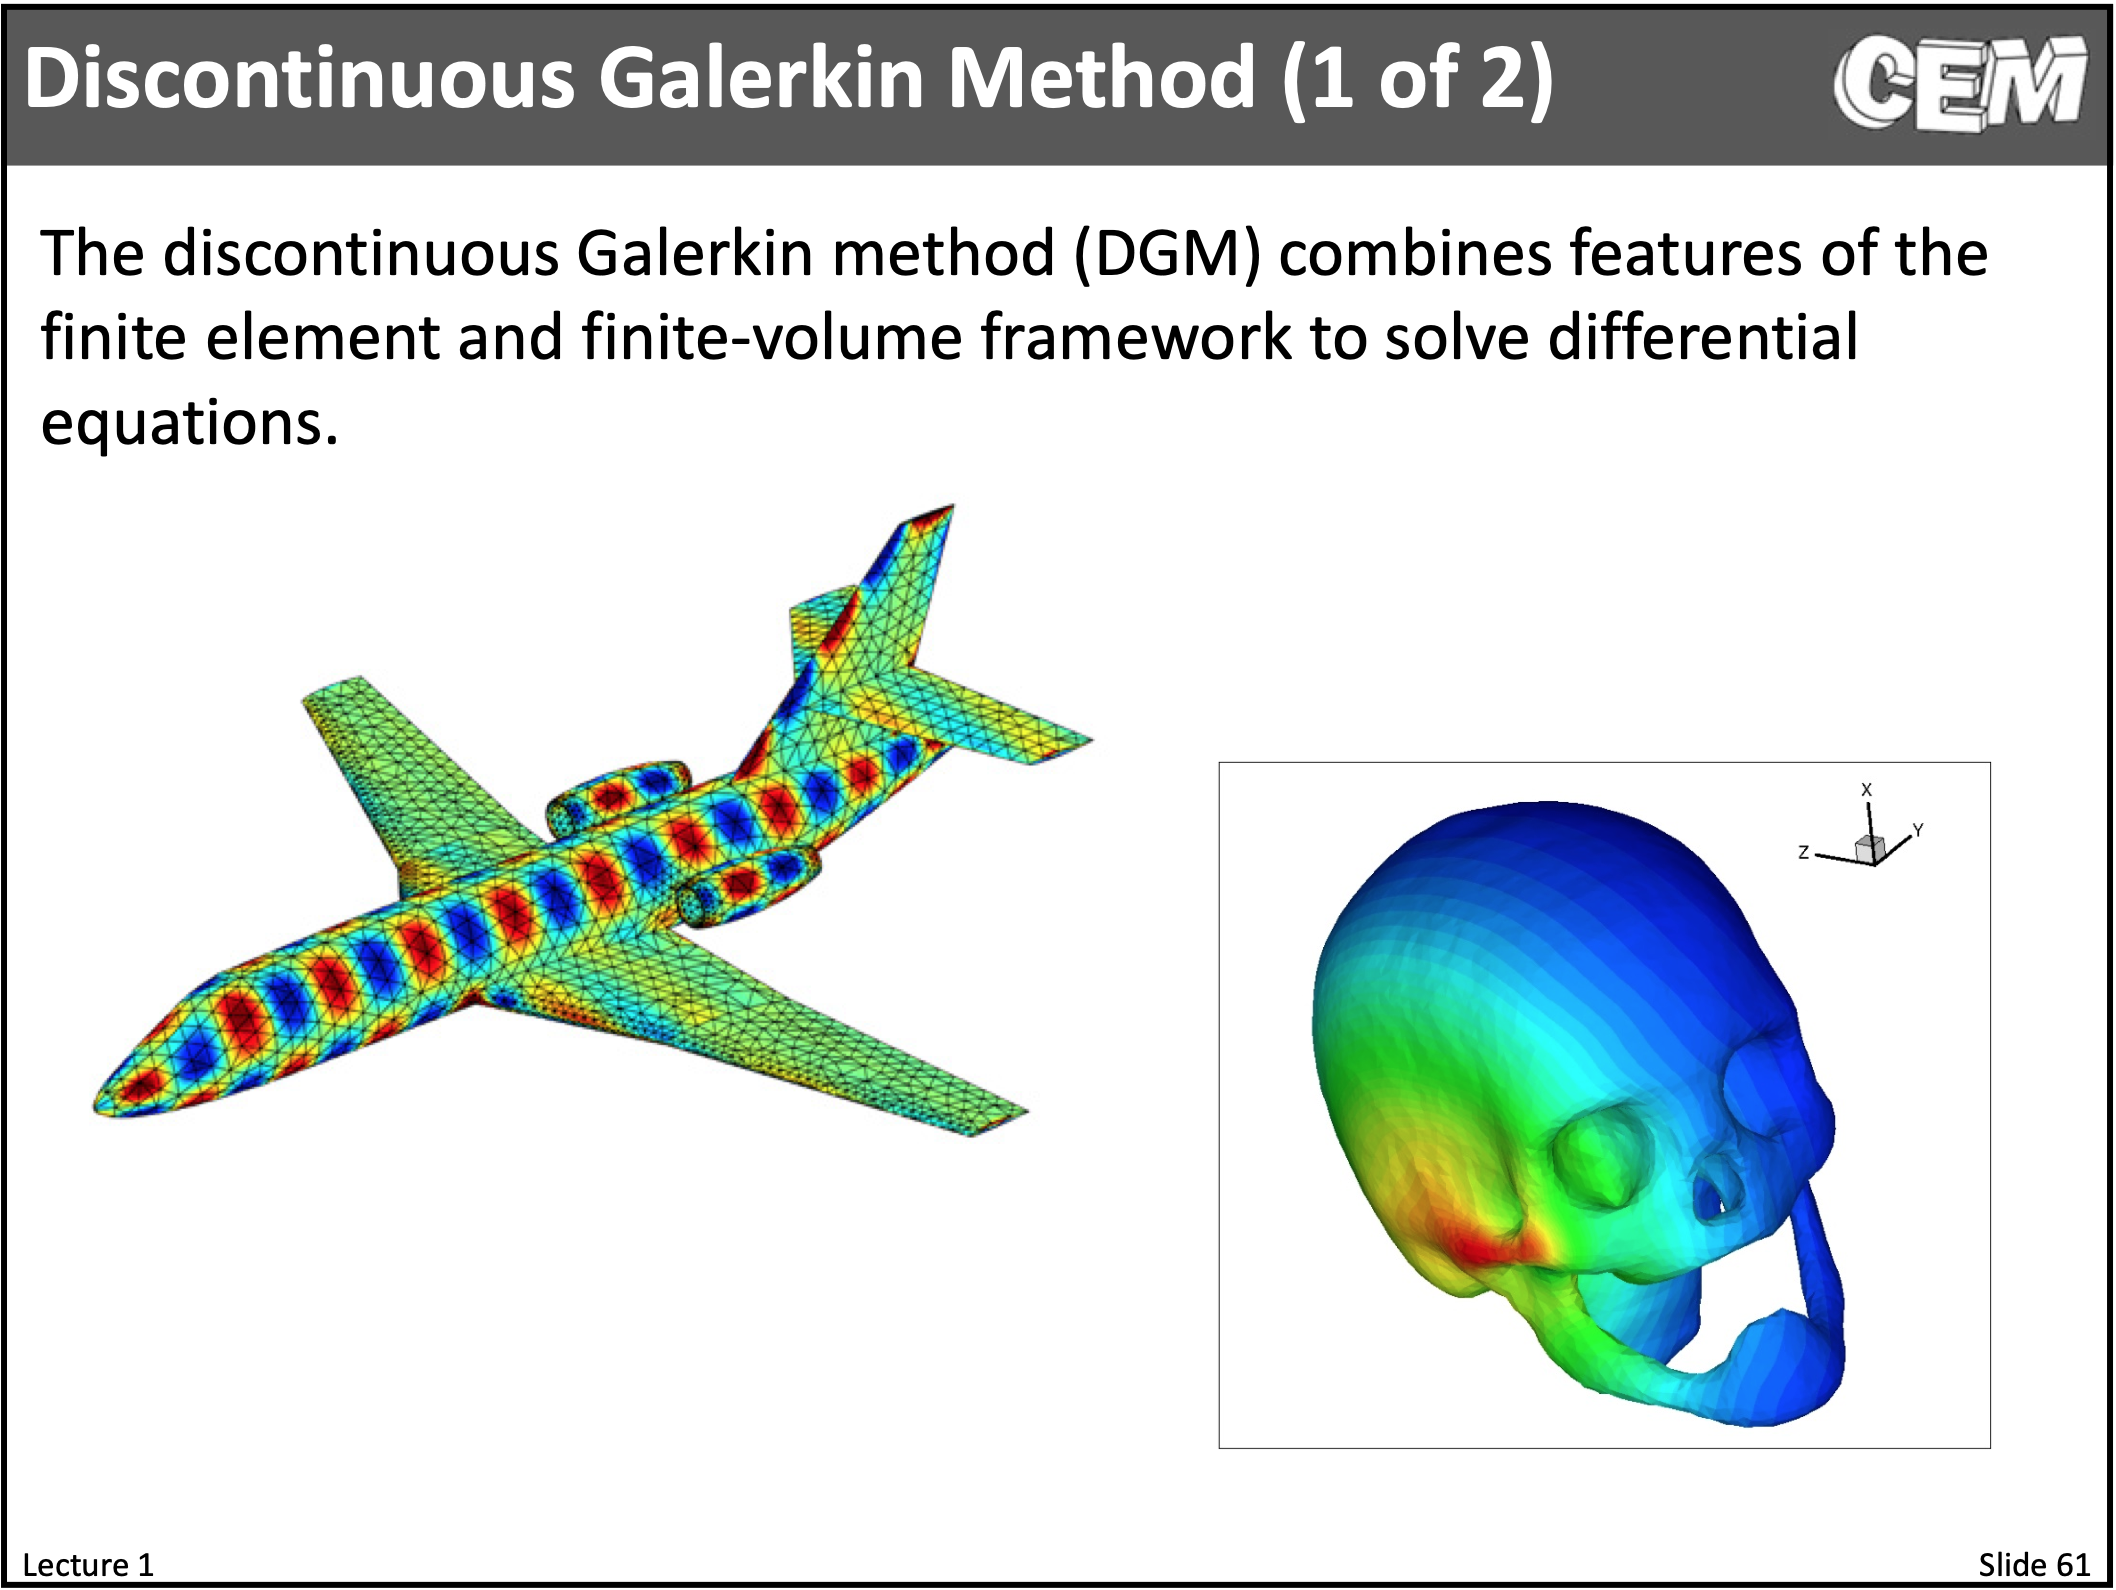 Discontinuous Galerkin Method (1 of 2)
CEM
The discontinuous Galerkin method (DGM) combines features of the
finite element and finite-volume framework to solve differential
equations.
X
Y
Z
Lecture 1
Slide 61